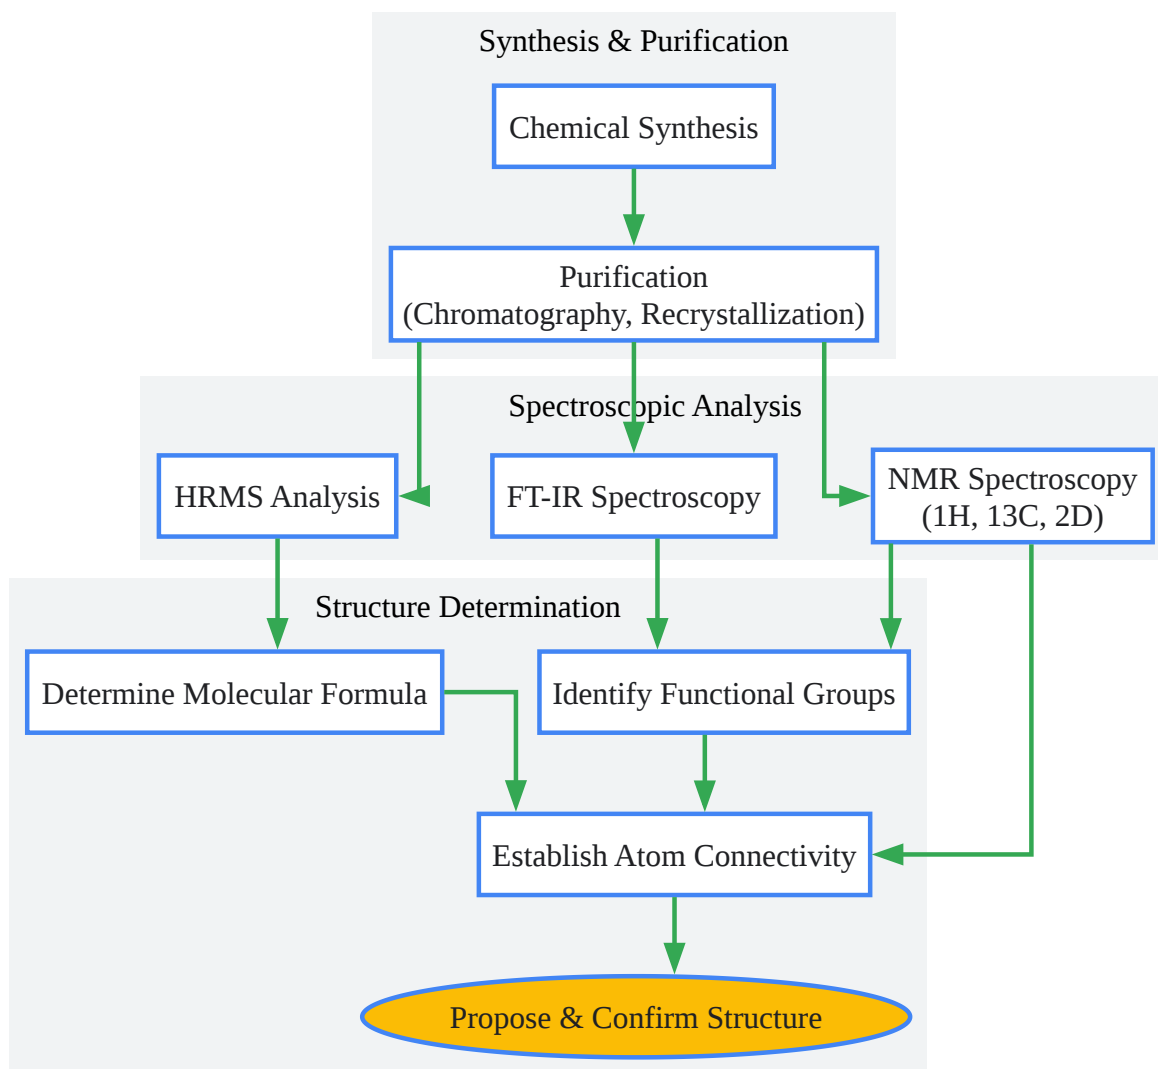 Synthesis & Purification
Chemical Synthesis
Purification
(Chromatography, Recrystallization)
Spectroscopic Analysis
HRMS Analysis
FT-IR Spectroscopy
NMR Spectroscopy
(1H, 13C, 2D)
Structure Determination
Determine Molecular Formula
Identify Functional Groups
Establish Atom Connectivity
Propose & Confirm Structure